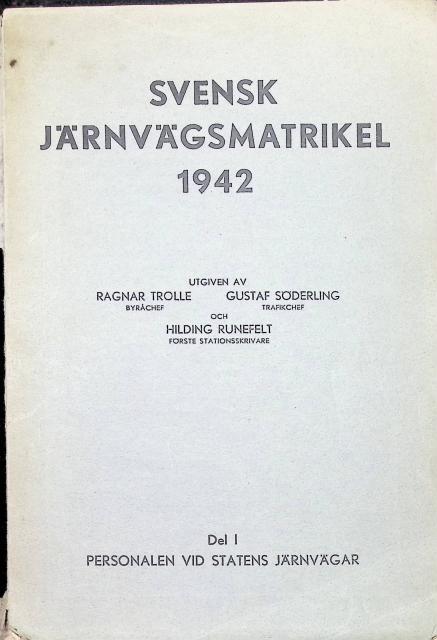 SVENSK
JÄRNVÄGSMATRIKEL
1942
UTGIVEN AV
RAGNAR TROLLE GUSTAF SÖDERLING
BYRÅCHEF TRAFIKCHEF
OCH
HILDING RUNEFELT
FÖRSTE STATIONSSKRIVARE
Del I
PERSONALEN VID STATENS JÄRNVÄGAR